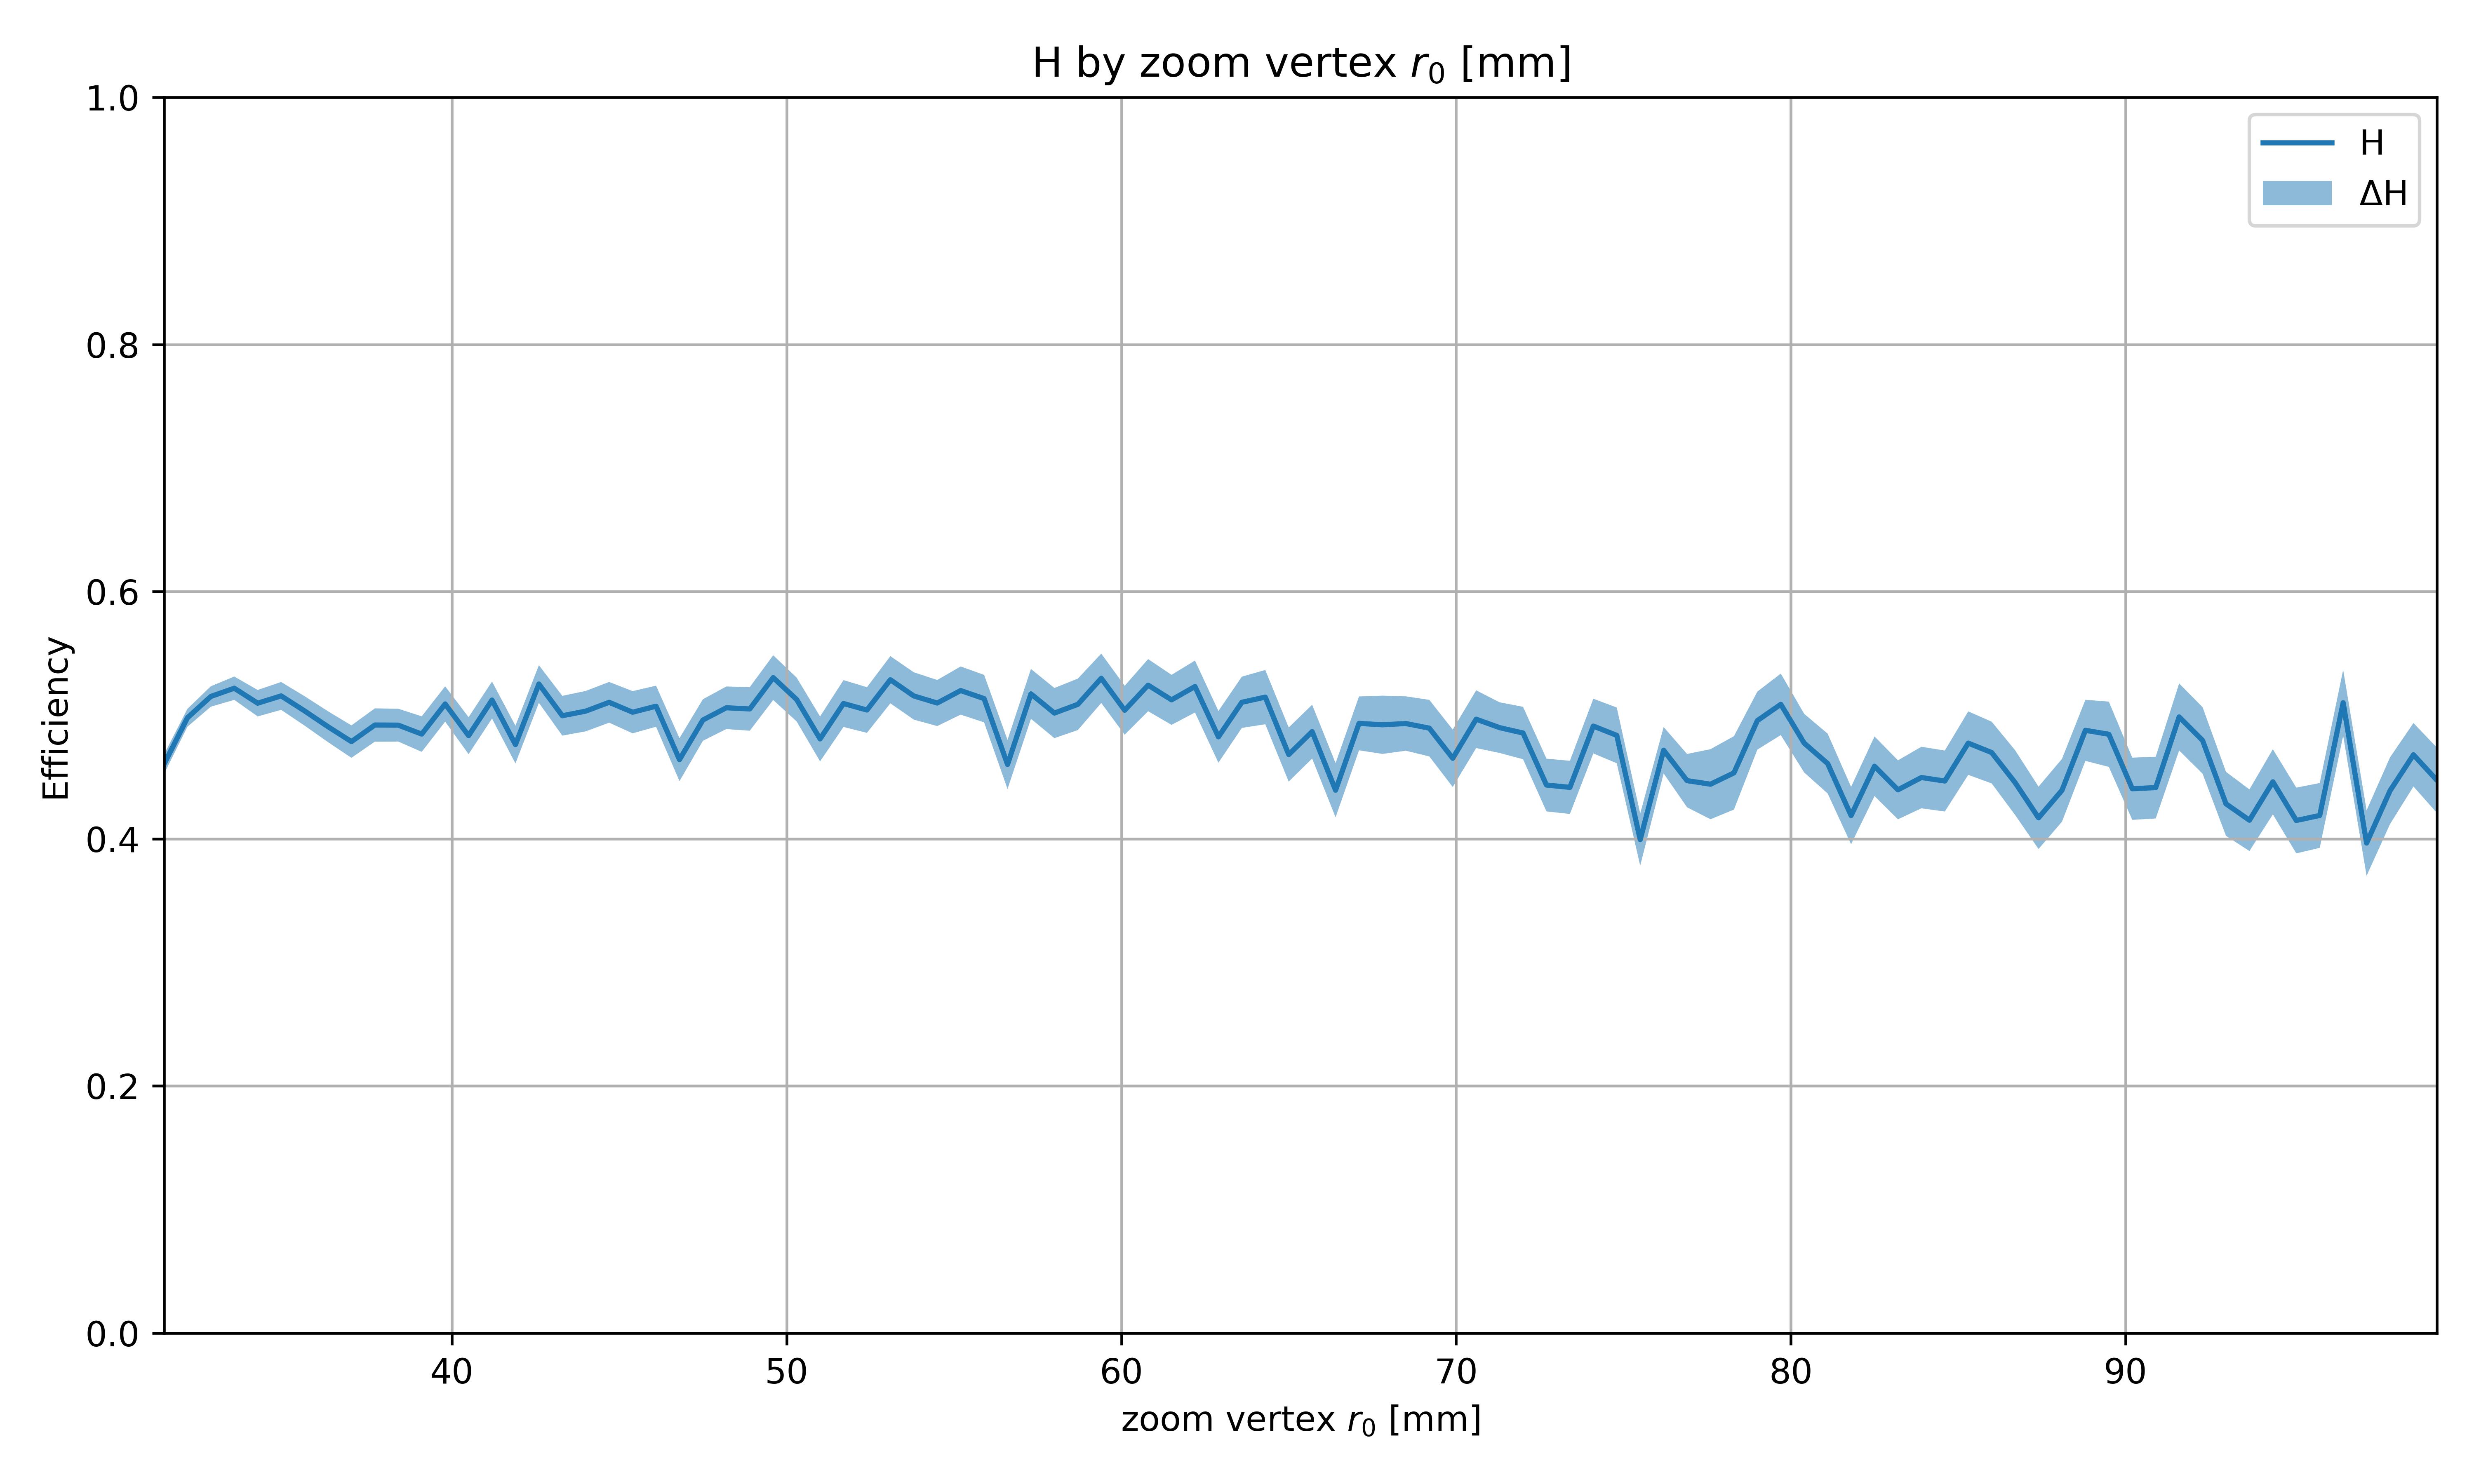 H by zoom vertex r₀ [mm]
1.0
0.8
0.6
0.4
0.2
0.0
Efficiency
H
ΔH
40 50 60 70 80 90
zoom vertex r₀ [mm]